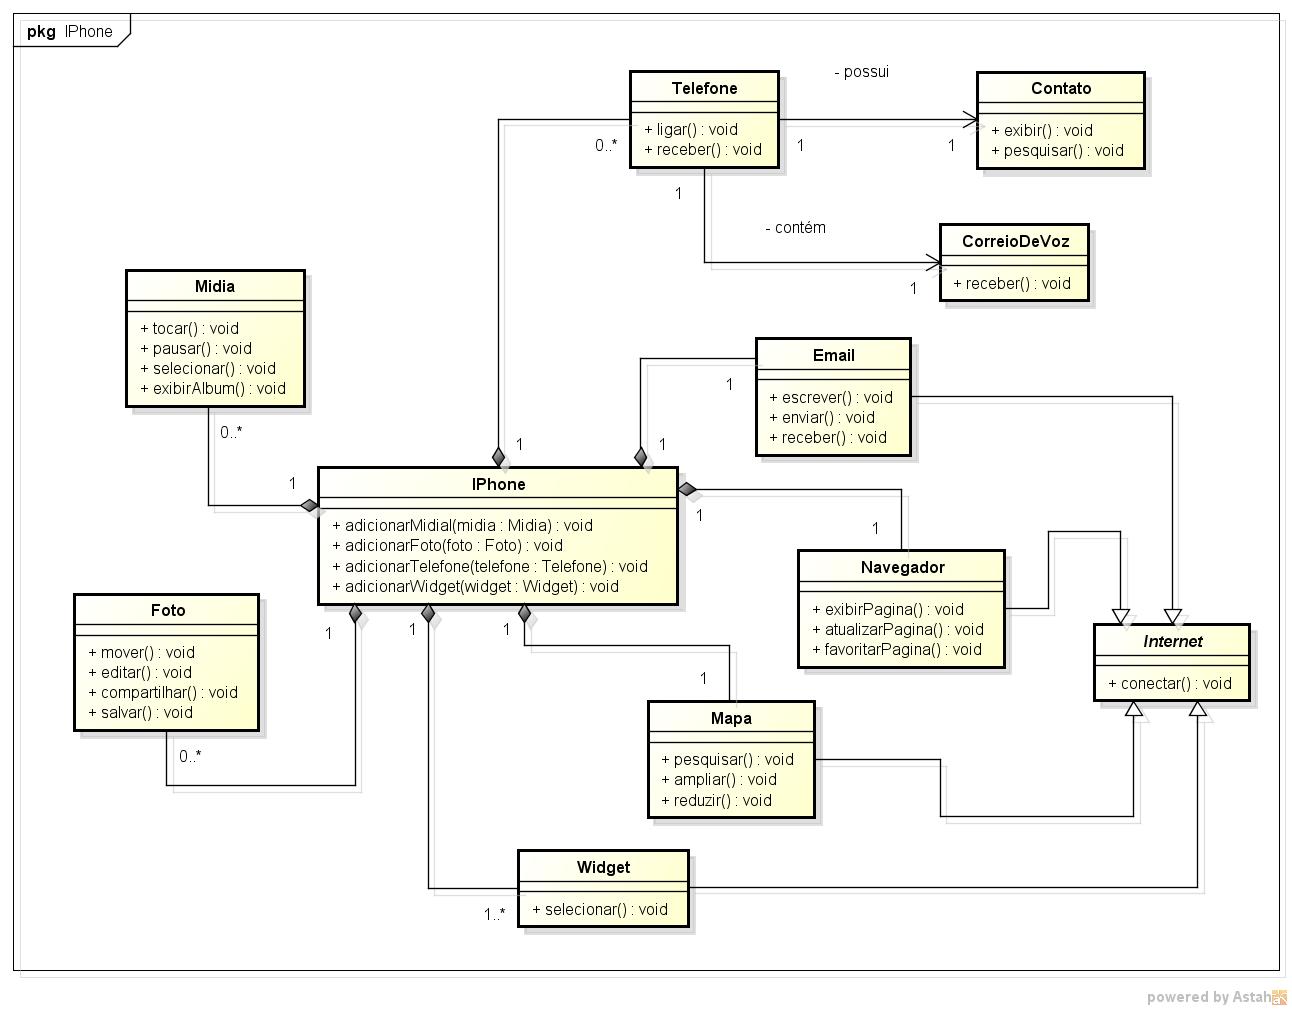 pkg IPhone
Telefone
+ ligar() : void
+ receber() : void
- possui
Contato
+ exibir() : void
+ pesquisar() : void
0..*
1
1
1
- contém
CorreioDeVoz
+ receber() : void
1
Midia
+ tocar() : void
+ pausar() : void
+ selecionar() : void
+ exibirAlbum() : void
0..*
1
Email
+ escrever() : void
+ enviar() : void
+ receber() : void
1
1
1
IPhone
+ adicionarMidial(midia : Midia) : void
+ adicionarFoto(foto : Foto) : void
+ adicionarTelefone(telefone : Telefone) : void
+ adicionarWidget(widget : Widget) : void
1
1
Navegador
+ exibirPagina() : void
+ atualizarPagina() : void
+ favoritarPagina() : void
Internet
+ conectar() : void
Foto
+ mover() : void
+ editar() : void
+ compartilhar() : void
+ salvar() : void
0..*
1
1
1
1
Mapa
+ pesquisar() : void
+ ampliar() : void
+ reduzir() : void
Widget
+ selecionar() : void
1..*
powered by Astah